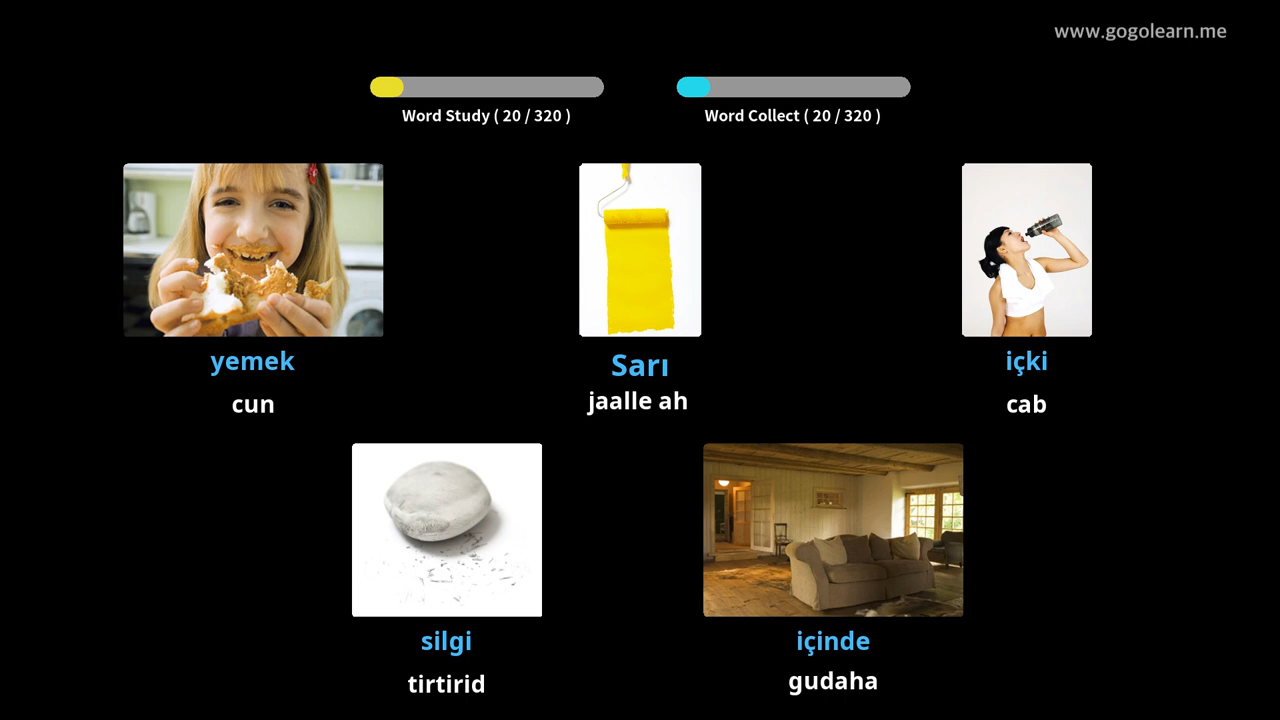 www.gogolearn.me
Word Study ( 20 / 320 )
Word Collect ( 20 / 320 )
yemek
cun
Sarı
jaalle ah
içki
cab
silgi
tirtirid
içinde
gudaha